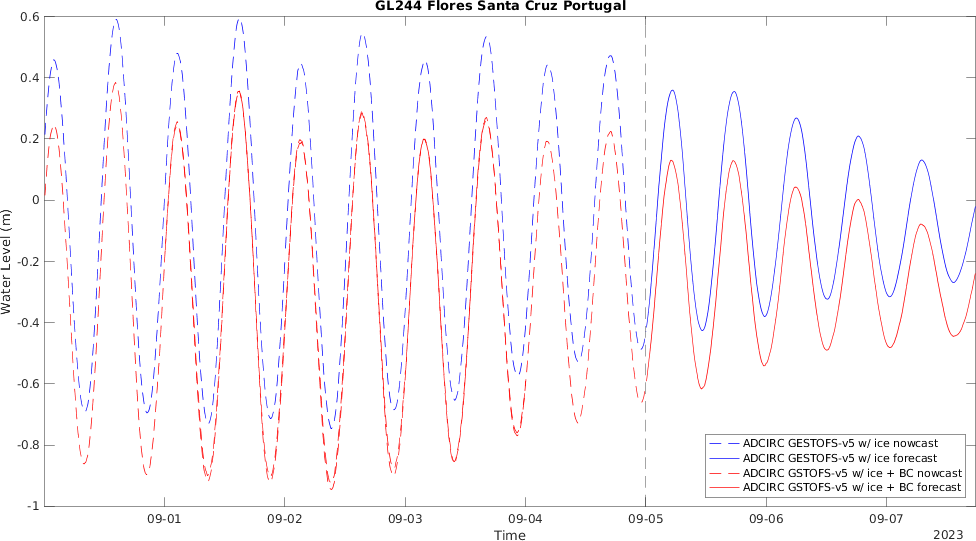 GL244 Flores Santa Cruz Portugal
0.6
0.4
0.2
0
-0.2
-0.4
-0.6
-0.8
-1
Water Level (m)
ADCIRC GESTOFS-v5 w/ ice nowcast
ADCIRC GESTOFS-v5 w/ ice forecast
ADCIRC GSTOFS-v5 w/ ice + BC nowcast
ADCIRC GSTOFS-v5 w/ ice + BC forecast
09-01 09-02 09-03 09-04 09-05 09-06 09-07
Time
2023